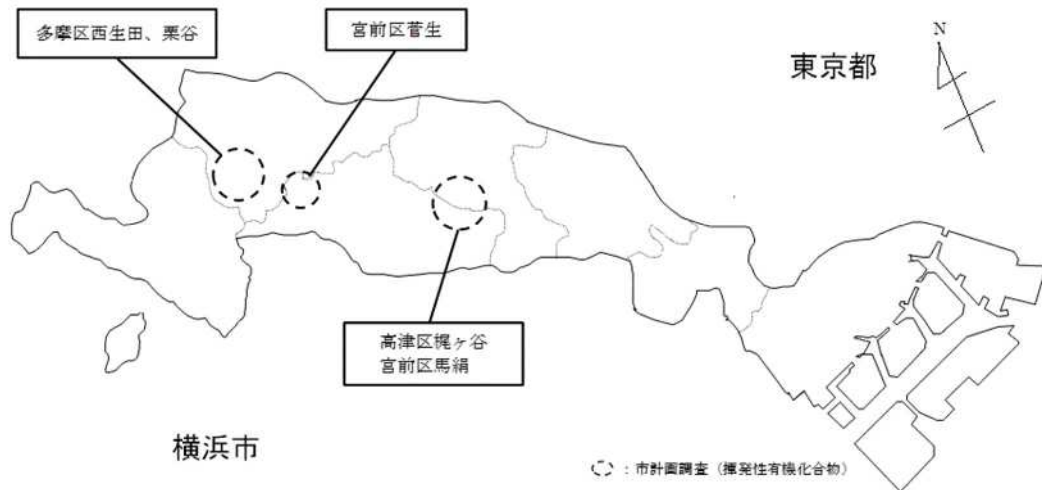 多摩区西生田、栗谷
宮前区菅生
東京都
N
高津区梶ヶ谷
宮前区馬絹
横浜市
：市計画調査（揮発性有機化合物）